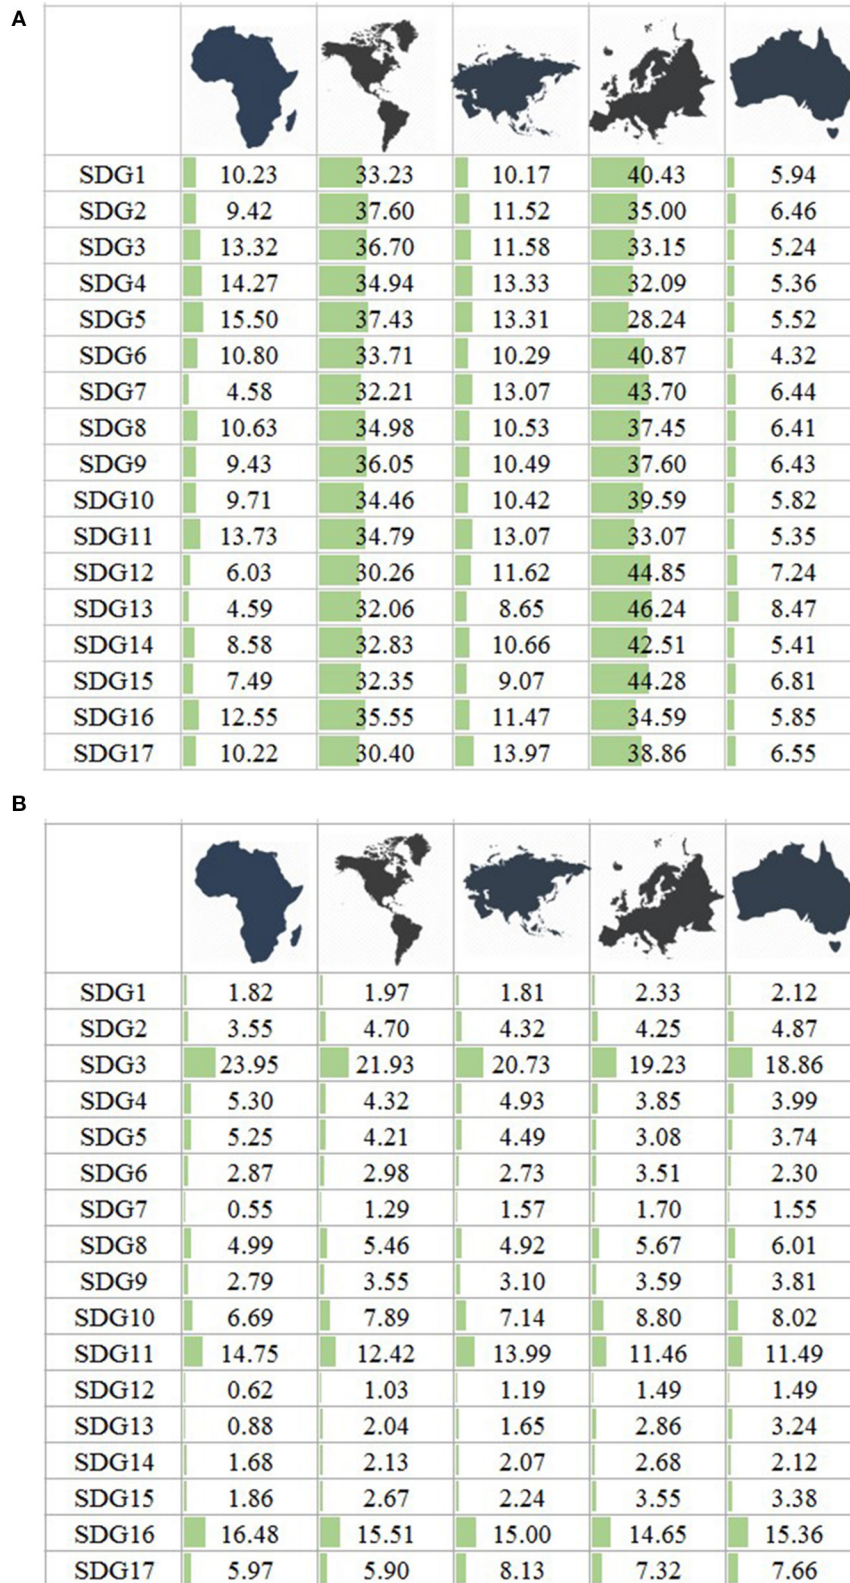 A
SDG1 10.23 33.23 10.17 40.43 5.94
SDG2 9.42 37.60 11.52 35.00 6.46
SDG3 13.32 36.70 11.58 33.15 5.24
SDG4 14.27 34.94 13.33 32.09 5.36
SDG5 15.50 37.43 13.31 28.24 5.52
SDG6 10.80 33.71 10.29 40.87 4.32
SDG7 4.58 32.21 13.07 43.70 6.44
SDG8 10.63 34.98 10.53 37.45 6.41
SDG9 9.43 36.05 10.49 37.60 6.43
SDG10 9.71 34.46 10.42 39.59 5.82
SDG11 13.73 34.79 13.07 33.07 5.35
SDG12 6.03 30.26 11.62 44.85 7.24
SDG13 4.59 32.06 8.65 46.24 8.47
SDG14 8.58 32.83 10.66 42.51 5.41
SDG15 7.49 32.35 9.07 44.28 6.81
SDG16 12.55 35.55 11.47 34.59 5.85
SDG17 10.22 30.40 13.97 38.86 6.55
B
SDG1 1.82 1.97 1.81 2.33 2.12
SDG2 3.55 4.70 4.32 4.25 4.87
SDG3 23.95 21.93 20.73 19.23 18.86
SDG4 5.30 4.32 4.93 3.85 3.99
SDG5 5.25 4.21 4.49 3.08 3.74
SDG6 2.87 2.98 2.73 3.51 2.30
SDG7 0.55 1.29 1.57 1.70 1.55
SDG8 4.99 5.46 4.92 5.67 6.01
SDG9 2.79 3.55 3.10 3.59 3.81
SDG10 6.69 7.89 7.14 8.80 8.02
SDG11 14.75 12.42 13.99 11.46 11.49
SDG12 0.62 1.03 1.19 1.49 1.49
SDG13 0.88 2.04 1.65 2.86 3.24
SDG14 1.68 2.13 2.07 2.68 2.12
SDG15 1.86 2.67 2.24 3.55 3.38
SDG16 16.48 15.51 15.00 14.65 15.36
SDG17 5.97 5.90 8.13 7.32 7.66